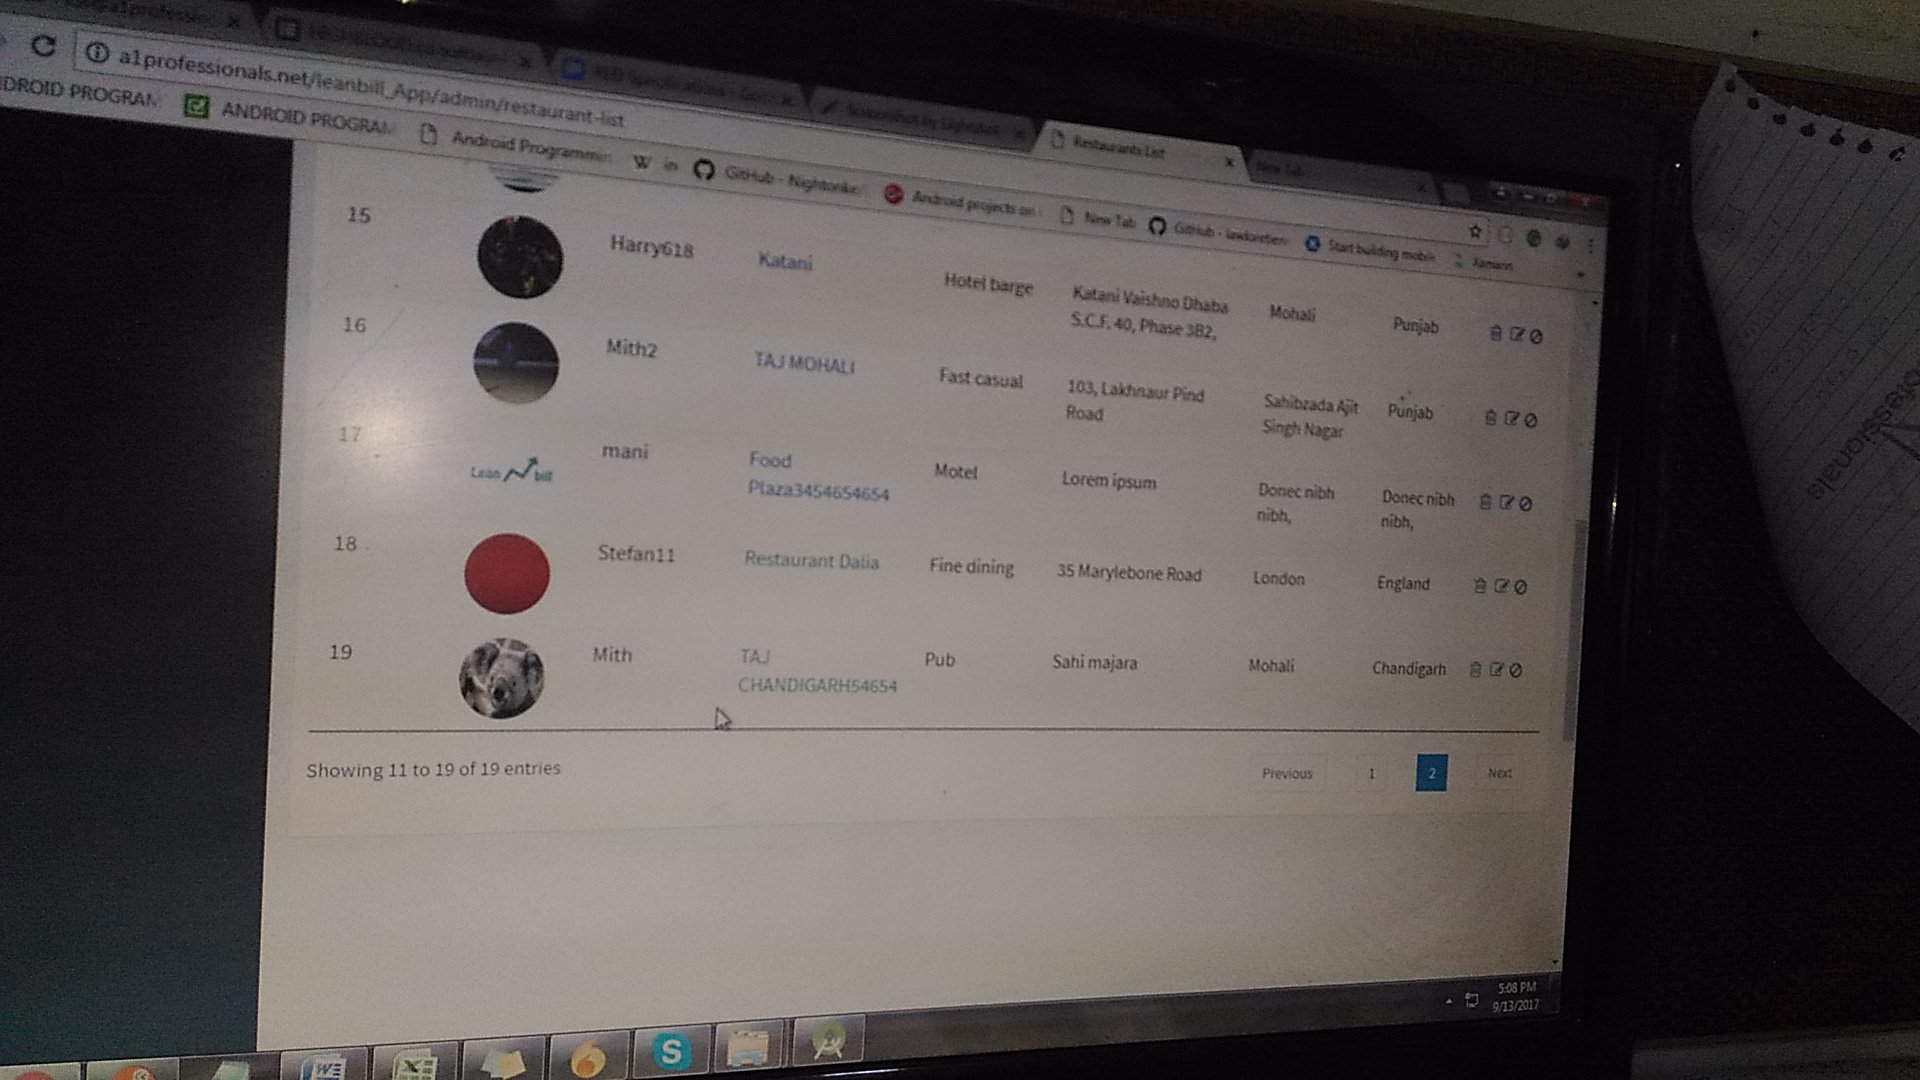 Restaurants List
New Tab
a1professionals.net/leanbill_App/admin/restaurant-list
DROID PROGRAM
ANDROID PROGRAM
Android Programmin
W in
GitHub - Nightonke/
Android projects on
New Tab
GitHub - lawloretien
Start building mobile
Xamarin
15 Harry618 Katani Hotel barge Katani Vaishno Dhaba Mohali Punjab
S.C.F. 40, Phase 3B2,
16 Mith2 TAJ MOHALI Fast casual 103, Lakhnaur Pind Sahibzada Ajit Punjab
Road Singh Nagar
17 Lean bill mani Food Motel Lorem ipsum Donec nibh Donec nibh
Plaza3454654654 nibh, nibh,
18 Stefan11 Restaurant Dalia Fine dining 35 Marylebone Road London England
19 Mith TAJ Pub Sahi majara Mohali Chandigarh
CHANDIGARH54654
Showing 11 to 19 of 19 entries
Previous 1 2 Next
5:08 PM
9/13/2017